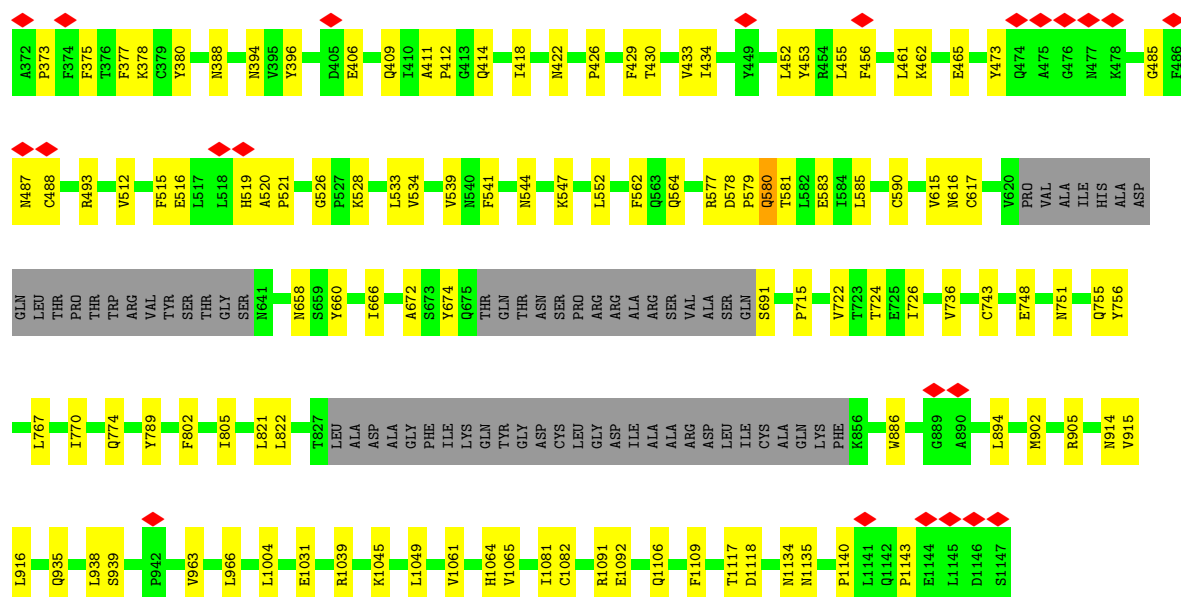 A372 P373 F374 F375 T376 F377 K378 C379 Y380 N388 N394 V395 Y396 D405 E406 Q409 I410 A411 P412 G413 Q414 I418 N422 P426 F429 T430 V433 I434 Y449 L452 Y453 R454 L455 F456 L461 K462 E465 Y473 Q474 A475 G476 N477 K478 G485 F486
N487 C488 R493 V512 F515 E516 L517 L518 H519 A520 P521 G526 P527 K528 L533 V534 V539 N540 F541 N544 K547 L552 F562 Q563 Q564 R577 D578 P579 Q580 T581 L582 E583 I584 L585 C590 V615 N616 C617 V620 PRO VAL ALA ILE HIS ALA ASP
GLN LEU THR PRO THR TRP ARG VAL TYR SER THR GLY SER N641 N658 S659 Y660 I666 A672 S673 Y674 Q675 THR GLN THR ASN SER PRO ARG ARG ALA ARG SER VAL ALA SER GLN S691 P715 V722 T723 T724 E725 I726 V736 C743 E748 N751 Q755 Y756
L767 I770 Q774 Y789 F802 I805 L821 L822 T827 LEU ALA ASP ALA GLY PHE ILE LYS GLN TYR GLY ASP CYS LEU GLY ASP ILE ALA ALA ARG ASP LEU ILE CYS ALA GLN LYS PHE K856 W886 G889 A890 L894 M902 R905 N914 V915
L916 Q935 L938 S939 P942 V963 L966 L1004 E1031 R1039 K1045 L1049 V1061 H1064 V1065 I1081 C1082 R1091 E1092 Q1106 F1109 T1117 D1118 N1134 N1135 P1140 L1141 Q1142 P1143 E1144 L1145 D1146 S1147